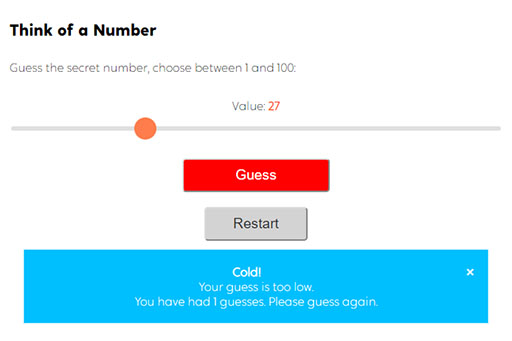 Think of a Number
Guess the secret number, choose between 1 and 100:
Value: 27
Guess
Restart
Cold!
×
Your guess is too low.
You have had 1 guesses. Please guess again.